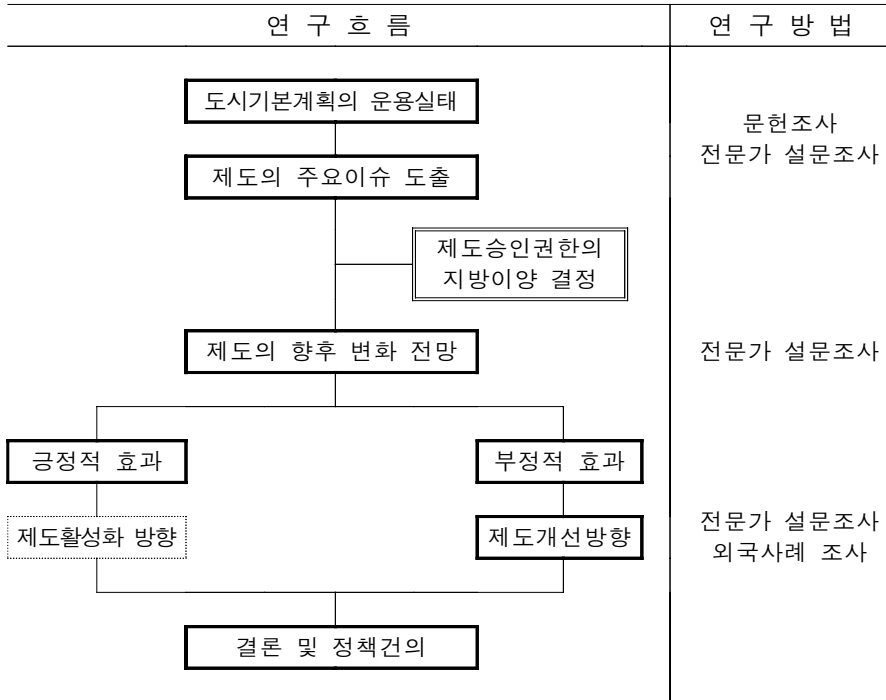 연 구 흐 름
연 구 방 법
도시기본계획의 운용실태
문헌조사
전문가 설문조사
제도의 주요이슈 도출
제도승인권한의
지방이양 결정
제도의 향후 변화 전망
전문가 설문조사
긍정적 효과
부정적 효과
제도활성화 방향
제도개선방향
전문가 설문조사
외국사례 조사
결론 및 정책건의